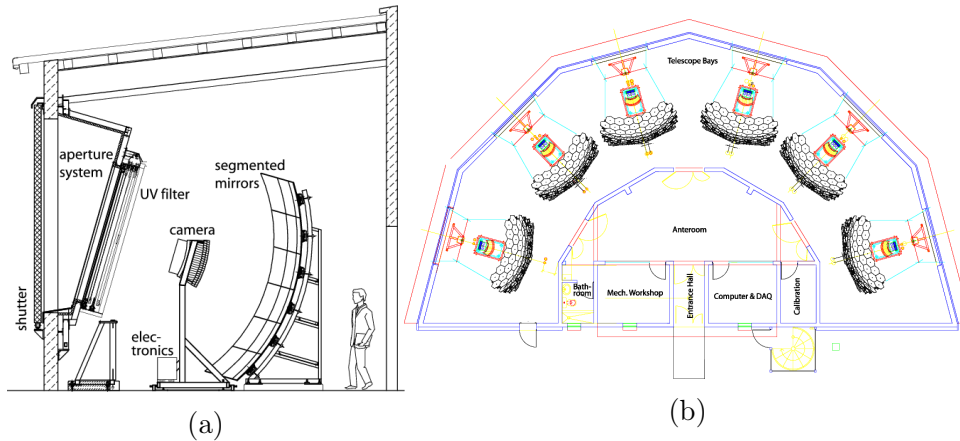 aperture
system
UV filter
segmented
mirrors
camera
shutter
elec-
tronics
(a)
Telescope Bays
Anteroom
Bath-
room
Mech. Workshop
Entrance Hall
Computer & DAQ
Calibration
(b)